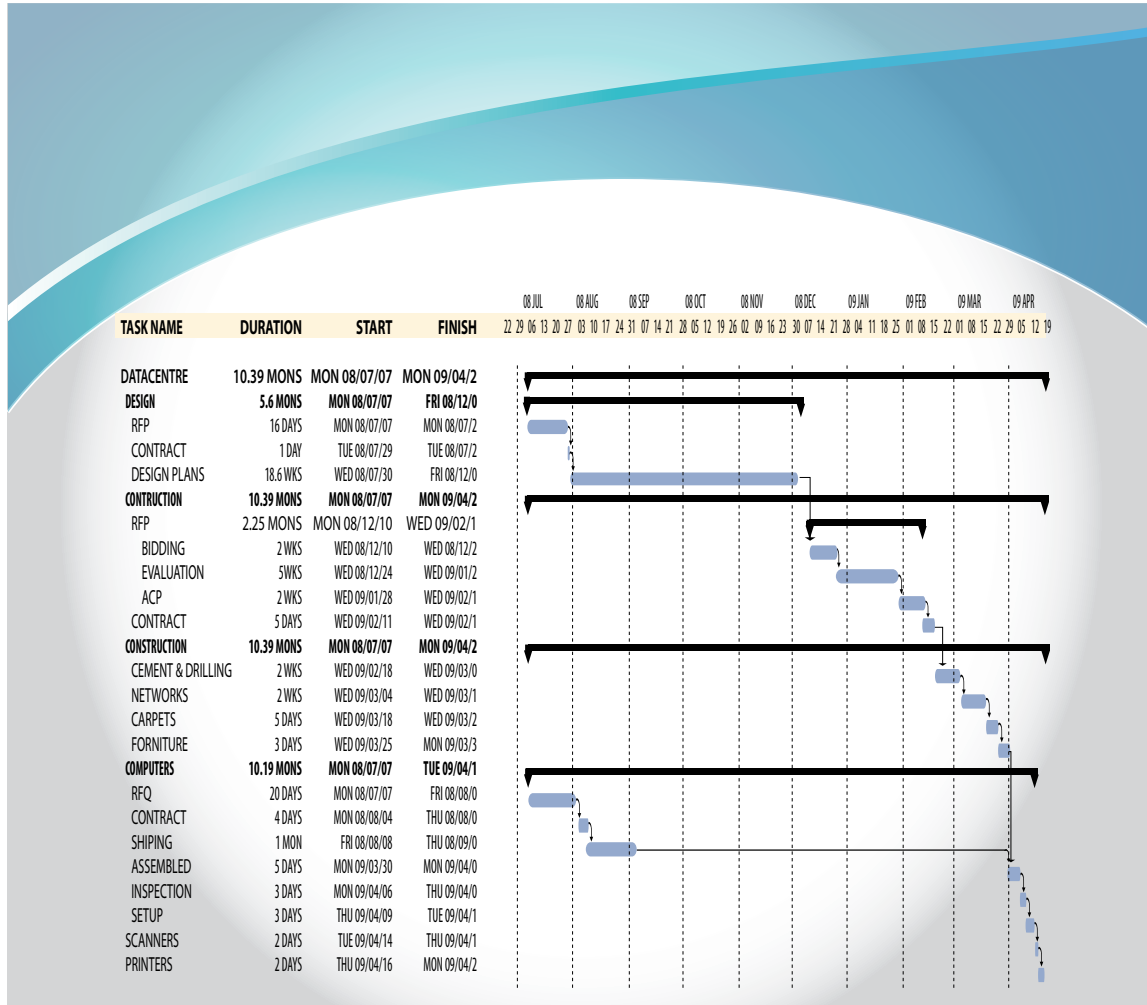 08 JUL 08 AUG 08 SEP 08 OCT 08 NOV 08 DEC 09 JAN 09 FEB 09 MAR 09 APR
TASK NAME DURATION START FINISH 22 29 06 13 20 27 03 10 17 24 31 07 14 21 28 05 12 19 26 02 09 16 23 30 07 14 21 28 04 11 18 25 01 08 15 22 01 08 15 22 29 05 12 19
DATACENTRE 10.39 MONS MON 08/07/07 MON 09/04/2
DESIGN 5.6 MONS MON 08/07/07 FRI 08/12/0
RFP 16 DAYS MON 08/07/07 MON 08/07/2
CONTRACT 1 DAY TUE 08/07/29 TUE 08/07/2
DESIGN PLANS 18.6 WKS WED 08/07/30 FRI 08/12/0
CONTRUCTION 10.39 MONS MON 08/07/07 MON 09/04/2
RFP 2.25 MONS MON 08/12/10 WED 09/02/1
BIDDING 2 WKS WED 08/12/10 WED 08/12/2
EVALUATION 5WKS WED 08/12/24 WED 09/01/2
ACP 2 WKS WED 09/01/28 WED 09/02/1
CONTRACT 5 DAYS WED 09/02/11 WED 09/02/1
CONSTRUCTION 10.39 MONS MON 08/07/07 MON 09/04/2
CEMENT & DRILLING 2 WKS WED 09/02/18 WED 09/03/0
NETWORKS 2 WKS WED 09/03/04 WED 09/03/1
CARPETS 5 DAYS WED 09/03/18 WED 09/03/2
FORNITURE 3 DAYS WED 09/03/25 MON 09/03/3
COMPUTERS 10.19 MONS MON 08/07/07 TUE 09/04/1
RFQ 20 DAYS MON 08/07/07 FRI 08/08/0
CONTRACT 4 DAYS MON 08/08/04 THU 08/08/0
SHIPING 1 MON FRI 08/08/08 THU 08/09/0
ASSEMBLED 5 DAYS MON 09/03/30 MON 09/04/0
INSPECTION 3 DAYS MON 09/04/06 THU 09/04/0
SETUP 3 DAYS THU 09/04/09 TUE 09/04/1
SCANNERS 2 DAYS TUE 09/04/14 THU 09/04/1
PRINTERS 2 DAYS THU 09/04/16 MON 09/04/2